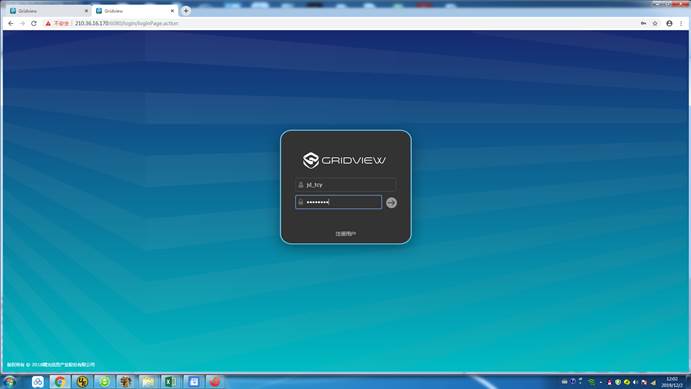 Gridview
Gridview
不安全 | 210.36.16.170:6080/login/loginPage.action
GRIDVIEW
jd_tcy
••••••••
注册用户
版权所有 © 2018曙光信息产业股份有限公司
12:02
2019/12/2